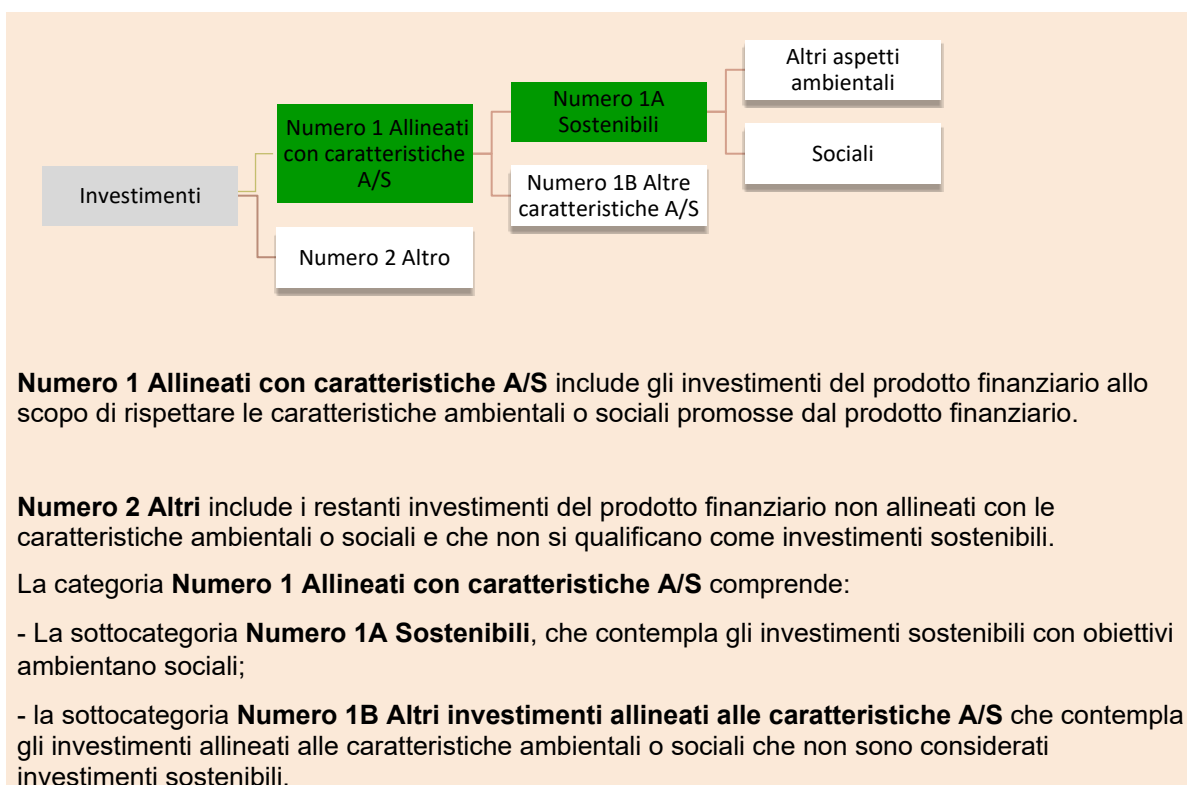 Altri aspetti
ambientali
Numero 1A
Sostenibili
Numero 1 Allineati
con caratteristiche
A/S
Sociali
Numero 1B Altre
caratteristiche A/S
Investimenti
Numero 2 Altro
Numero 1 Allineati con caratteristiche A/S include gli investimenti del prodotto finanziario allo
scopo di rispettare le caratteristiche ambientali o sociali promosse dal prodotto finanziario.
Numero 2 Altri include i restanti investimenti del prodotto finanziario non allineati con le
caratteristiche ambientali o sociali e che non si qualificano come investimenti sostenibili.
La categoria Numero 1 Allineati con caratteristiche A/S comprende:
- La sottocategoria Numero 1A Sostenibili, che contempla gli investimenti sostenibili con obiettivi
ambientano sociali;
- la sottocategoria Numero 1B Altri investimenti allineati alle caratteristiche A/S che contempla
gli investimenti allineati alle caratteristiche ambientali o sociali che non sono considerati
investimenti sostenibili.